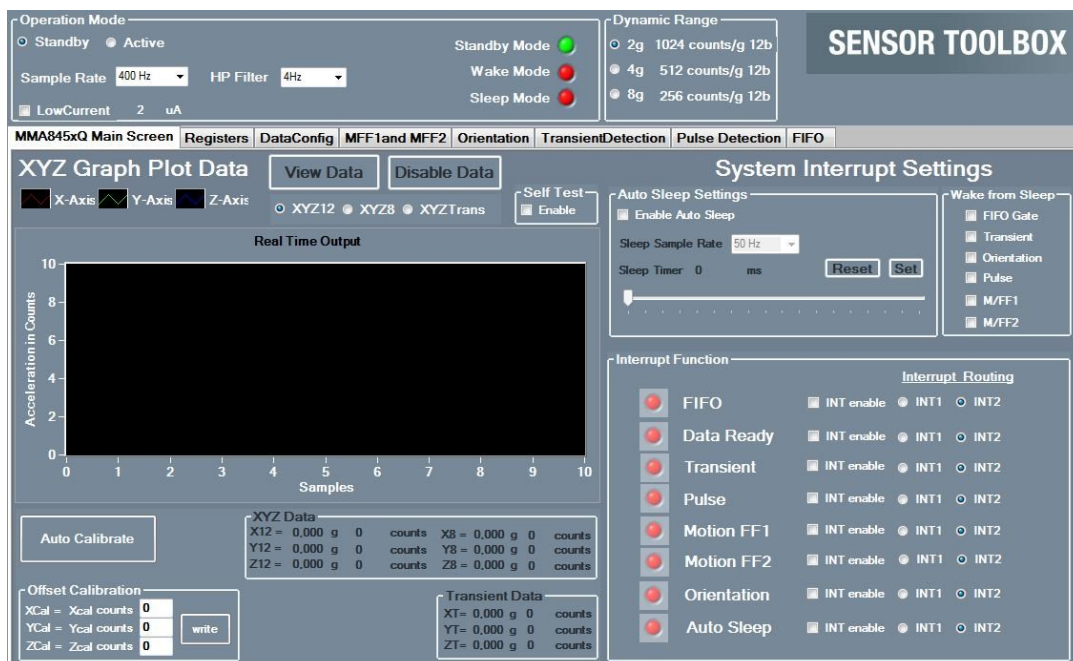 Operation Mode
Standby Active
Standby Mode
Sample Rate 400 Hz HP Filter 4Hz
Wake Mode
Sleep Mode
LowCurrent 2 uA
Dynamic Range
2g 1024 counts/g 12b
4g 512 counts/g 12b
8g 256 counts/g 12b
SENSOR TOOLBOX
MMA845xQ Main Screen Registers DataConfig MFF1and MFF2 Orientation TransientDetection Pulse Detection FIFO
XYZ Graph Plot Data View Data Disable Data
X-Axis Y-Axis Z-Axis
XYZ12 XYZ8 XYZTrans
Self Test
Enable
Real Time Output
Acceleration in Counts
10
8
6
4
2
0
0 1 2 3 4 5 6 7 8 9 10
Samples
System Interrupt Settings
Auto Sleep Settings
Enable Auto Sleep
Sleep Sample Rate 50 Hz
Sleep Timer 0 ms Reset Set
Wake from Sleep
FIFO Gate
Transient
Orientation
Pulse
M/FF1
M/FF2
Interrupt Function
Interrupt Routing
FIFO INT enable INT1 INT2
Data Ready INT enable INT1 INT2
Transient INT enable INT1 INT2
Pulse INT enable INT1 INT2
Motion FF1 INT enable INT1 INT2
Motion FF2 INT enable INT1 INT2
Orientation INT enable INT1 INT2
Auto Sleep INT enable INT1 INT2
Auto Calibrate
XYZ Data
X12 = 0,000 g 0 counts X8 = 0,000 g 0 counts
Y12 = 0,000 g 0 counts Y8 = 0,000 g 0 counts
Z12 = 0,000 g 0 counts Z8 = 0,000 g 0 counts
Offset Calibration
XCal = Xcal counts 0
YCal = Ycal counts 0
ZCal = Zcal counts 0
write
Transient Data
XT= 0,000 g 0 counts
YT= 0,000 g 0 counts
ZT= 0,000 g 0 counts